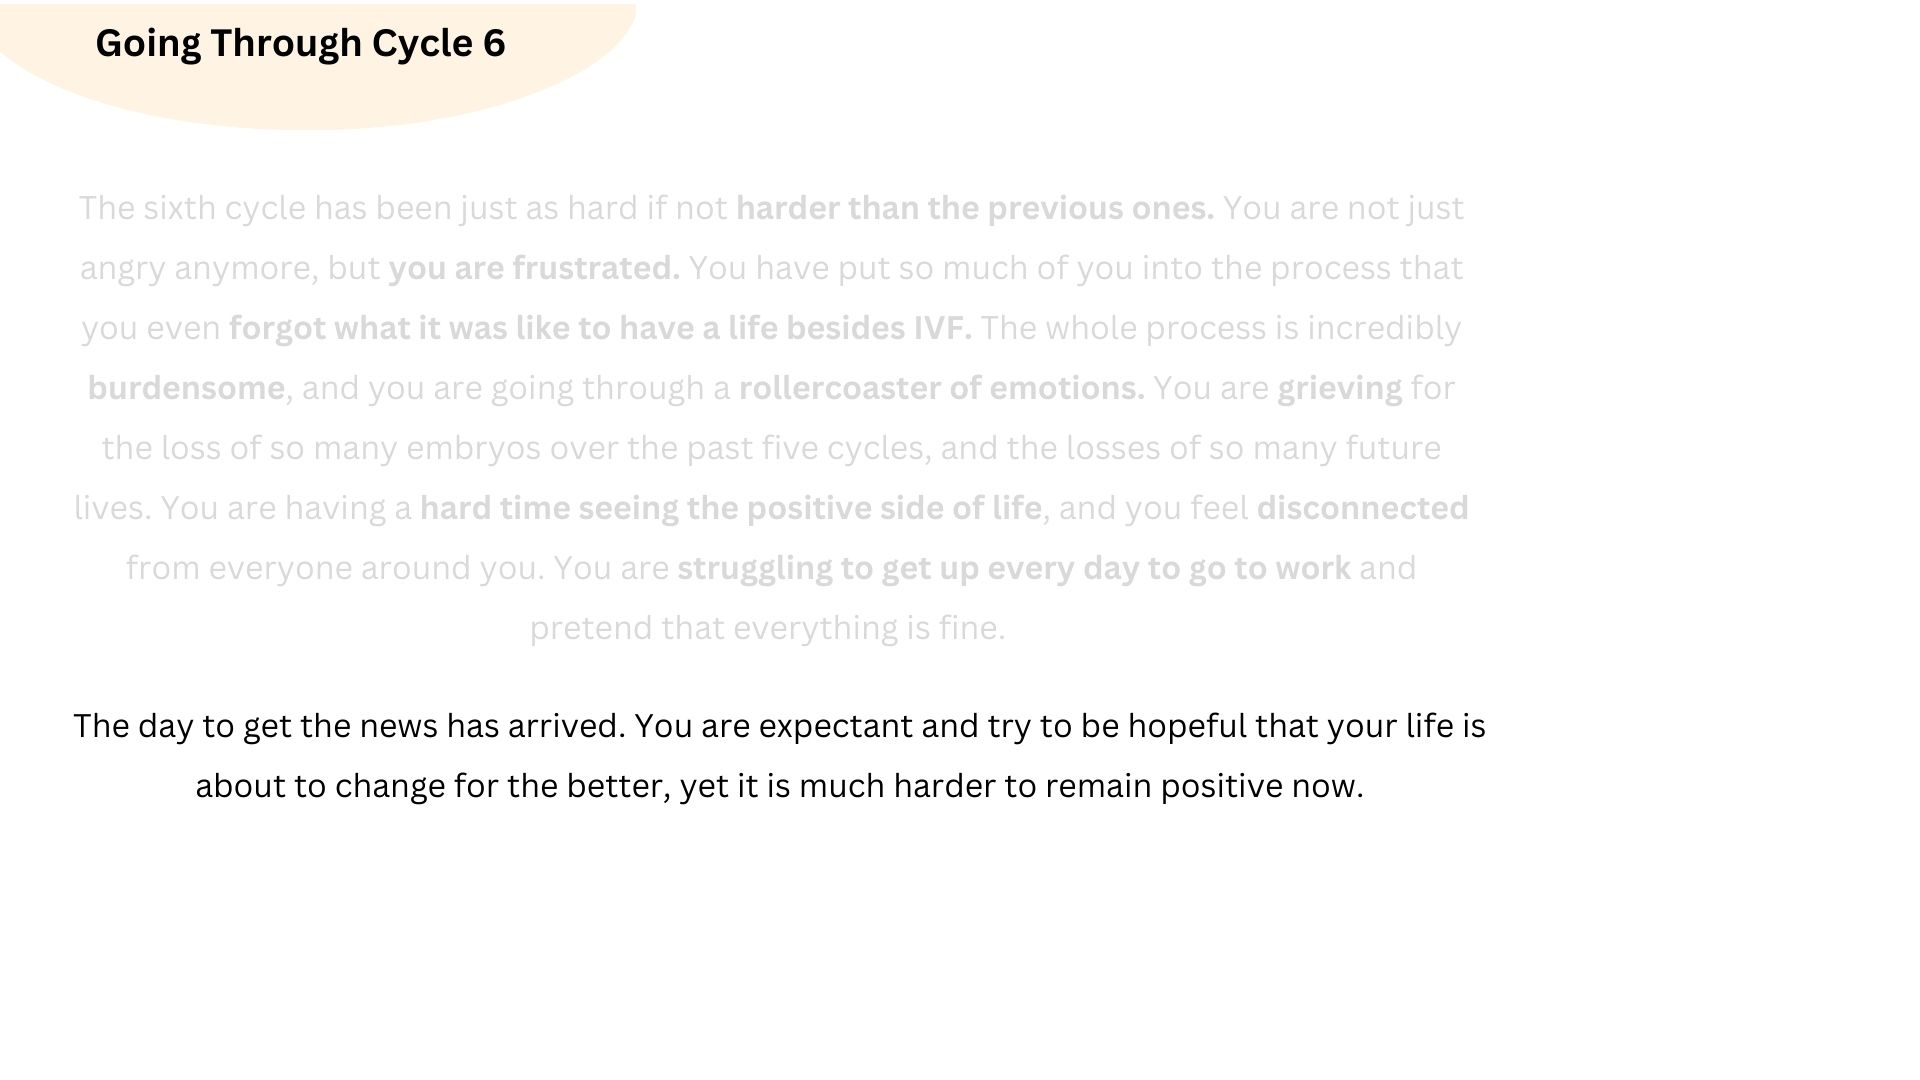 Going Through Cycle 6
The sixth cycle has been just as hard if not harder than the previous ones. You are not just
angry anymore, but you are frustrated. You have put so much of you into the process that
you even forgot what it was like to have a life besides IVF. The whole process is incredibly
burdensome, and you are going through a rollercoaster of emotions. You are grieving for
the loss of so many embryos over the past five cycles, and the losses of so many future
lives. You are having a hard time seeing the positive side of life, and you feel disconnected
from everyone around you. You are struggling to get up every day to go to work and
pretend that everything is fine.
The day to get the news has arrived. You are expectant and try to be hopeful that your life is
about to change for the better, yet it is much harder to remain positive now.